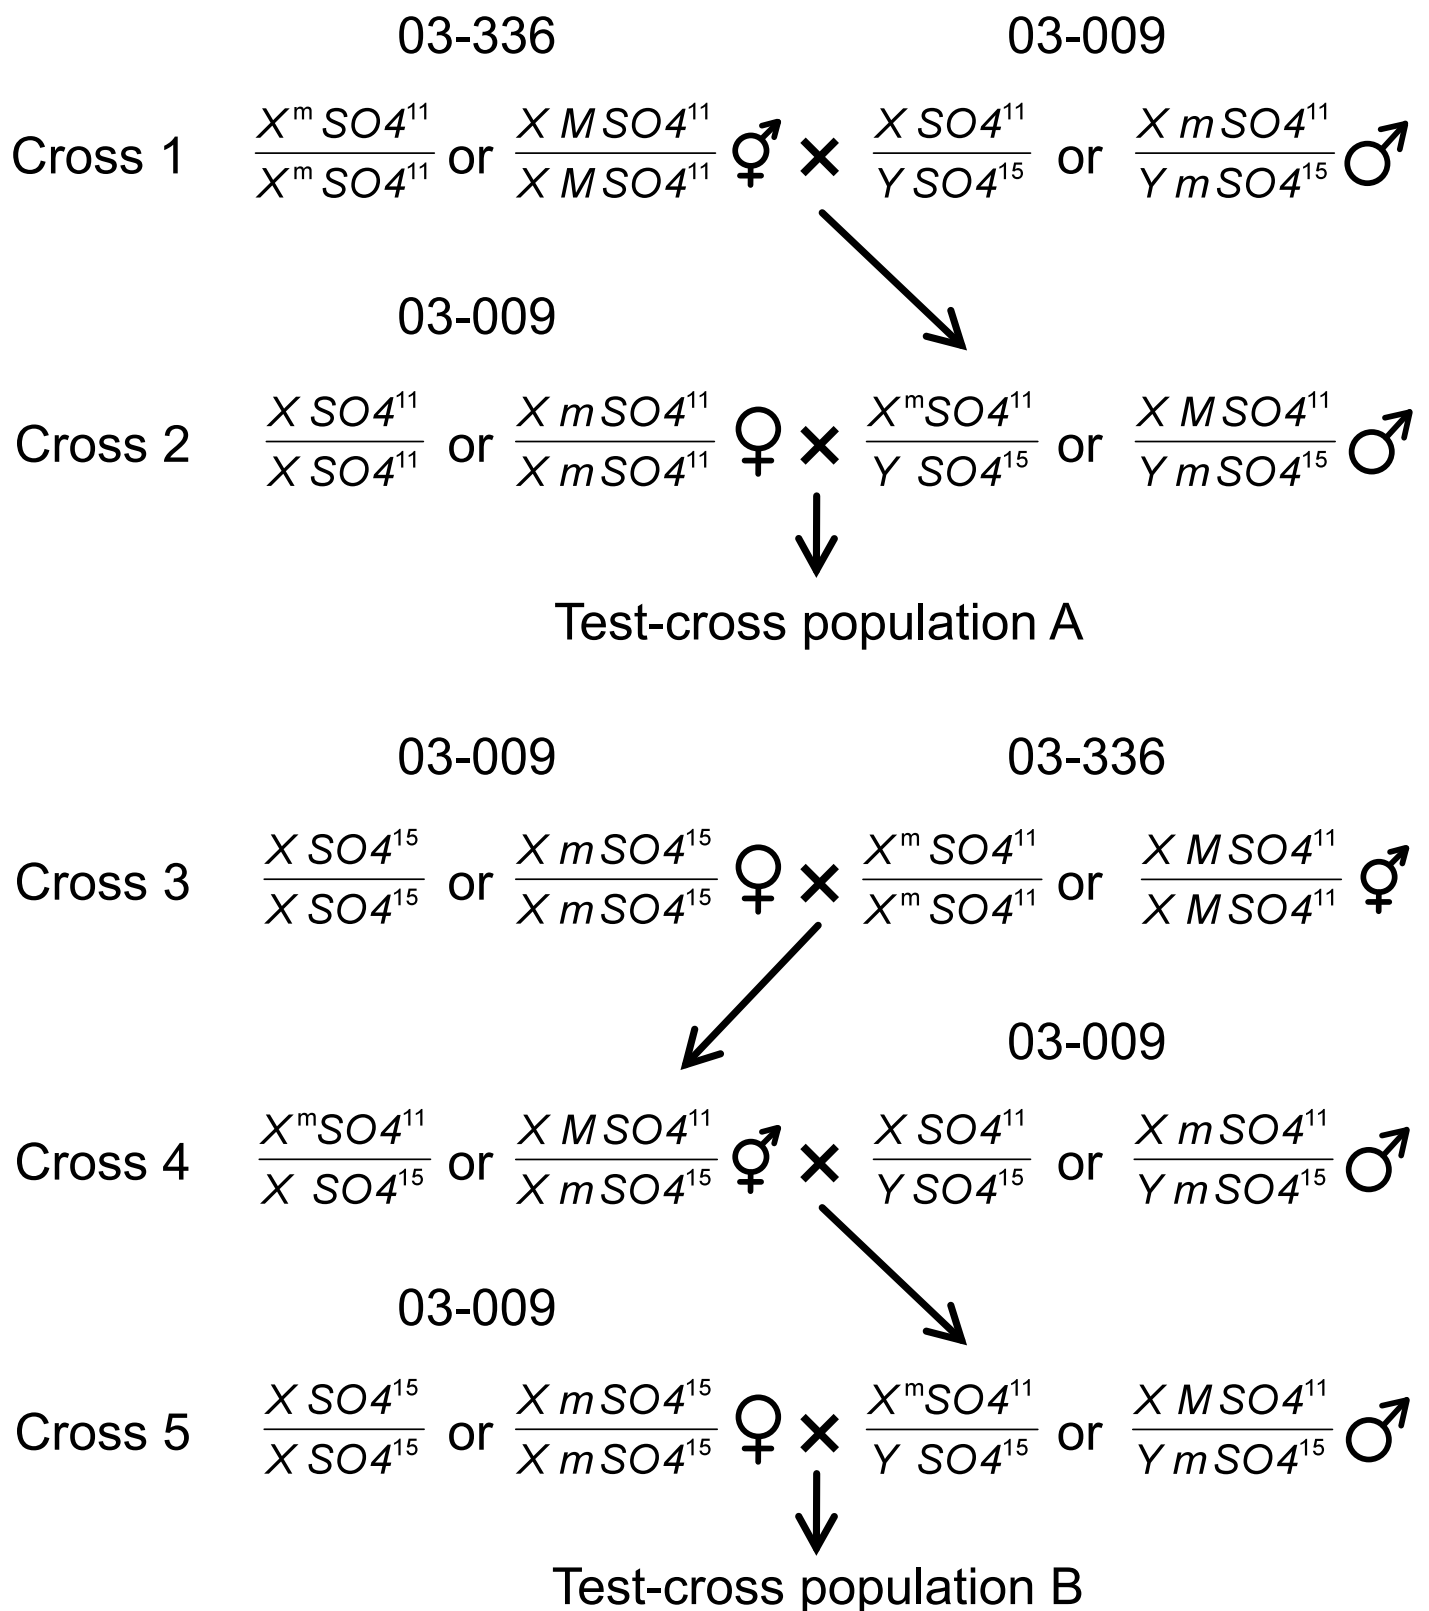 03-336 03-009
Cross 1 X^m SO4^11 / X^m SO4^11 or X M SO4^11 / X M SO4^11 ⚥ × X SO4^11 / Y SO4^15 or X m SO4^11 / Y m SO4^15 ♂
03-009
Cross 2 X SO4^11 / X SO4^11 or X m SO4^11 / X m SO4^11 ♀ × X^m SO4^11 / Y SO4^15 or X M SO4^11 / Y m SO4^15 ♂
Test-cross population A
03-009 03-336
Cross 3 X SO4^15 / X SO4^15 or X m SO4^15 / X m SO4^15 ♀ × X^m SO4^11 / X^m SO4^11 or X M SO4^11 / X M SO4^11 ⚥
03-009
Cross 4 X^m SO4^11 / X SO4^15 or X M SO4^11 / X m SO4^15 ⚥ × X SO4^11 / Y SO4^15 or X m SO4^11 / Y m SO4^15 ♂
03-009
Cross 5 X SO4^15 / X SO4^15 or X m SO4^15 / X m SO4^15 ♀ × X^m SO4^11 / Y SO4^15 or X M SO4^11 / Y m SO4^15 ♂
Test-cross population B